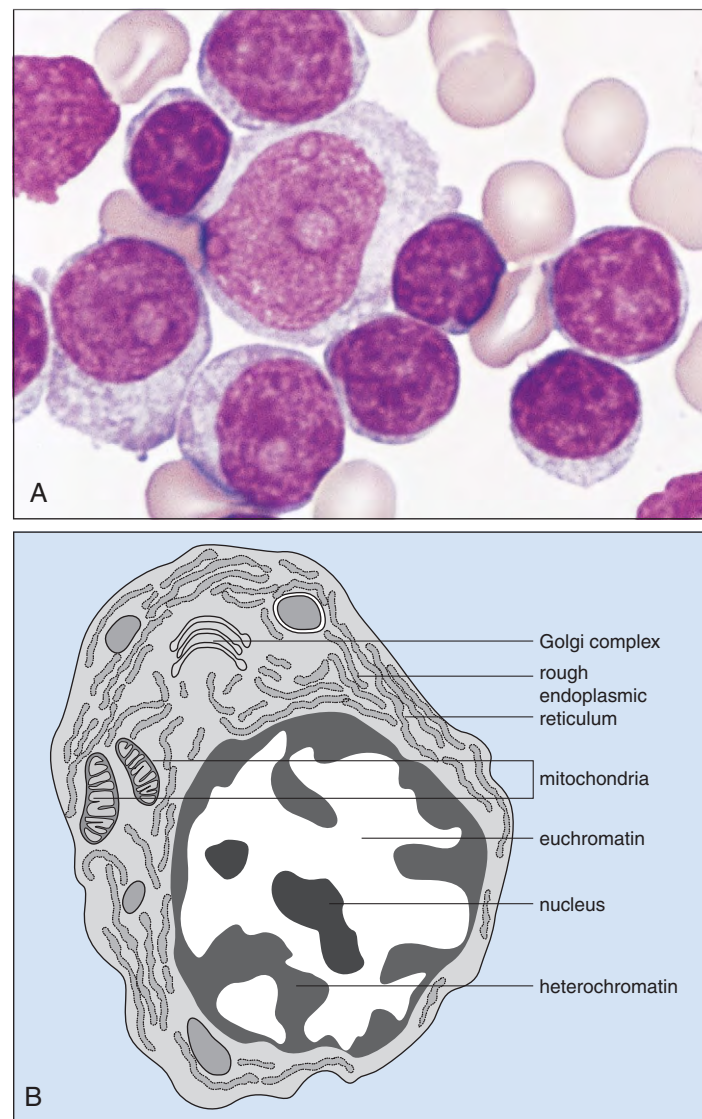 A
Golgi complex
rough
endoplasmic
reticulum
mitochondria
euchromatin
nucleus
heterochromatin
B